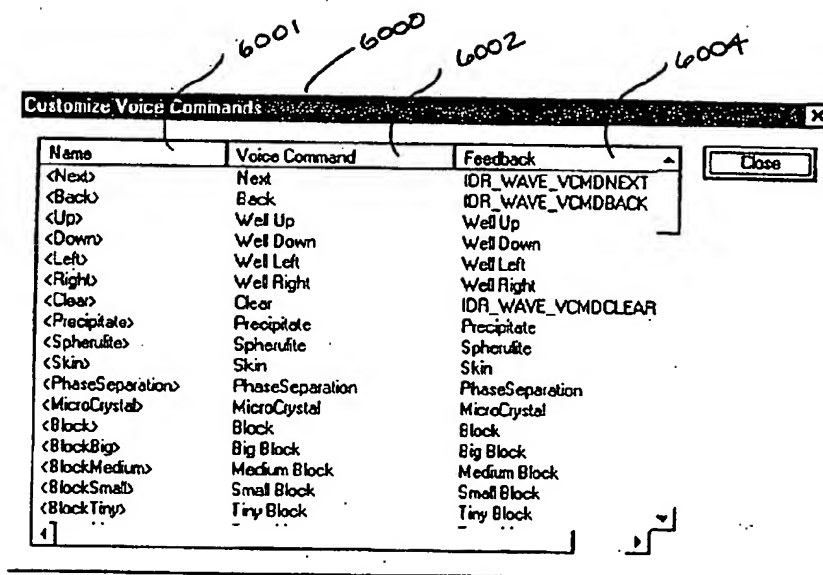 6001 6000 6002 6004
Customize Voice Commands
Name Voice Command Feedback Close
<Next> Next IDR_WAVE_VCMDNEXT
<Back> Back IDR_WAVE_VCMDBACK
<Up> Well Up Well Up
<Down> Well Down Well Down
<Left> Well Left Well Left
<Right> Well Right Well Right
<Clear> Clear IDR_WAVE_VCMDCLEAR
<Precipitate> Precipitate Precipitate
<Spherulite> Spherulite Spherulite
<Skin> Skin Skin
<PhaseSeparation> PhaseSeparation PhaseSeparation
<MicroCrystal> MicroCrystal MicroCrystal
<Block> Block Block
<BlockBig> Big Block Big Block
<BlockMedium> Medium Block Medium Block
<BlockSmall> Small Block Small Block
<BlockTiny> Tiny Block Tiny Block